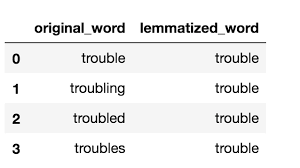 original_word lemmatized_word
0 trouble trouble
1 troubling trouble
2 troubled trouble
3 troubles trouble